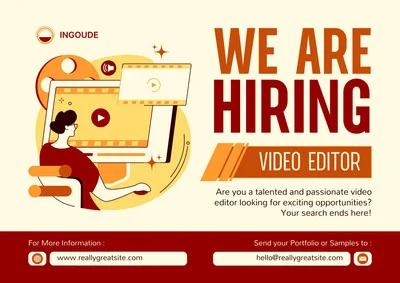 INGOUDE
WE ARE
HIRING
VIDEO EDITOR
Are you a talented and passionate video
editor looking for exciting opportunities?
Your search ends here!
For More Information :
www.reallygreatsite.com
Send your Portfolio or Samples to :
hello@reallygreatsite.com